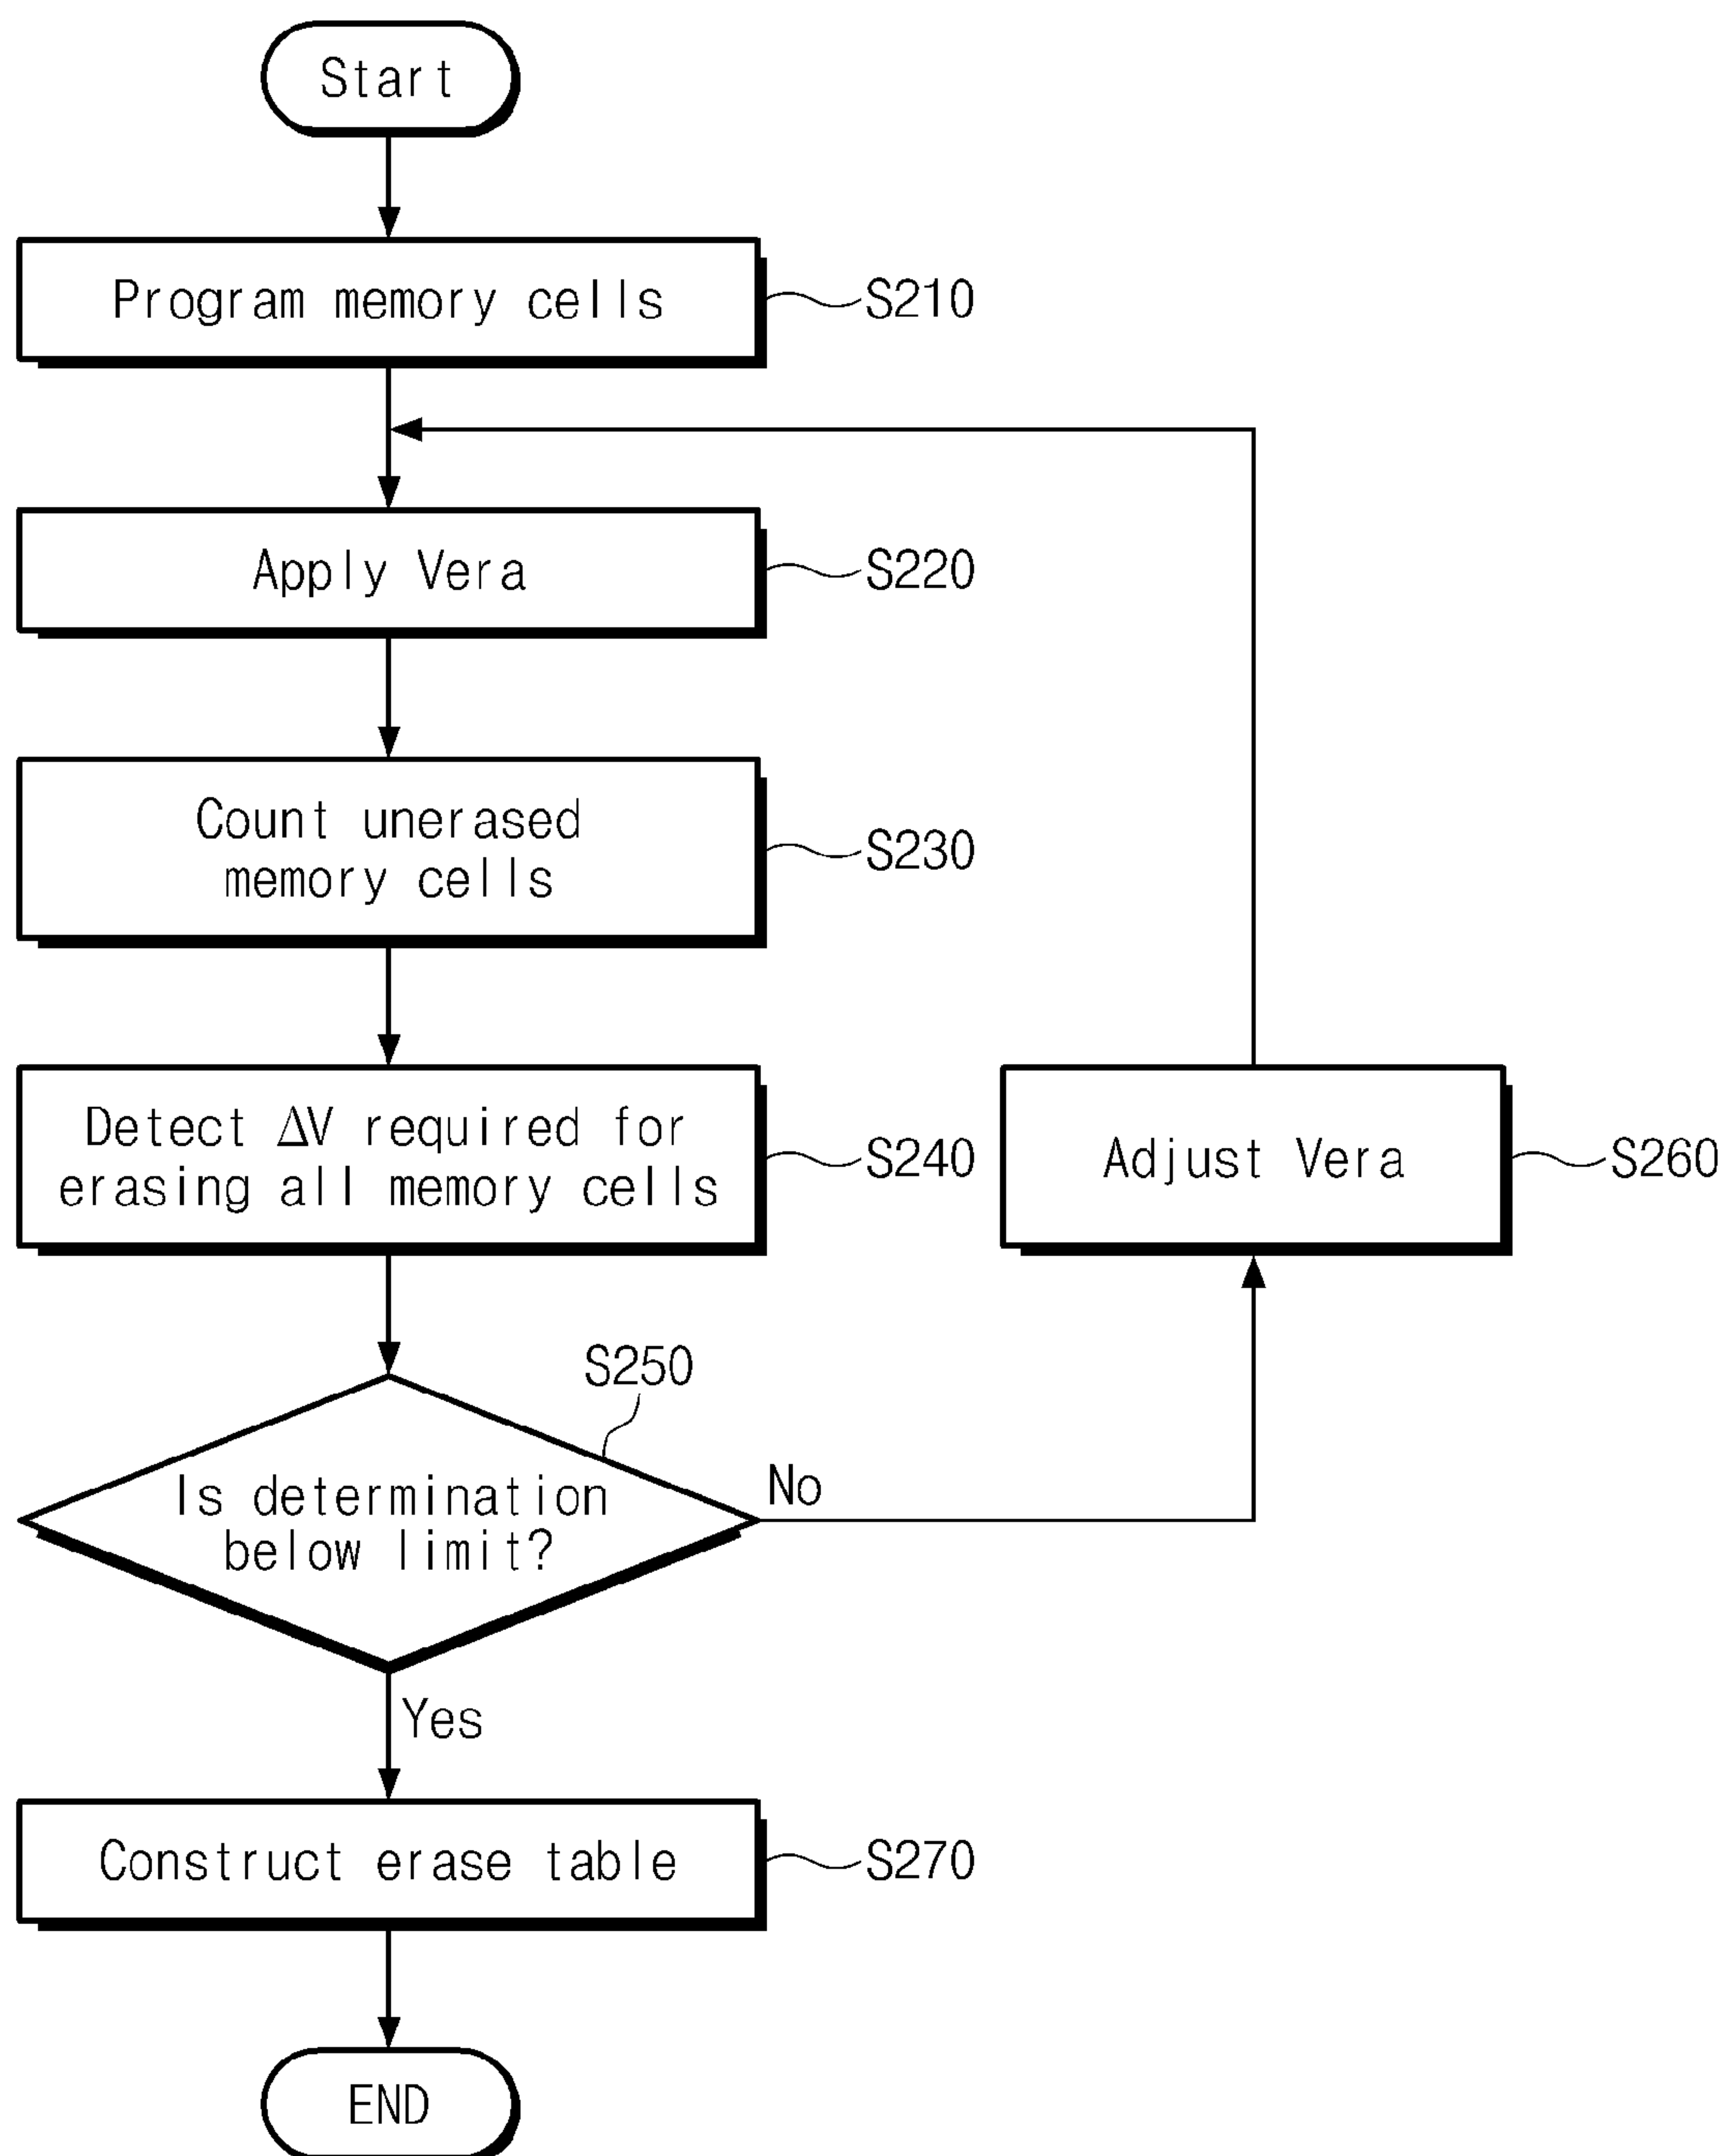 Start
Program memory cells
S210
Apply Vera
S220
Count unerased
memory cells
S230
Detect ΔV required for
erasing all memory cells
S240
Adjust Vera
S260
S250
Is determination
below limit?
No
Yes
Construct erase table
S270
END